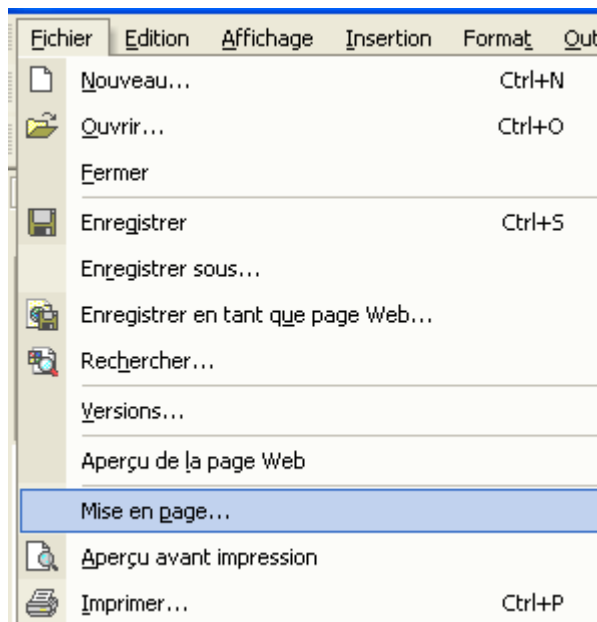 Fichier Edition Affichage Insertion Format Out
Nouveau... Ctrl+N
Ouvrir... Ctrl+O
Fermer
Enregistrer Ctrl+S
Enregistrer sous...
Enregistrer en tant que page Web...
Rechercher...
Versions...
Aperçu de la page Web
Mise en page...
Aperçu avant impression
Imprimer... Ctrl+P